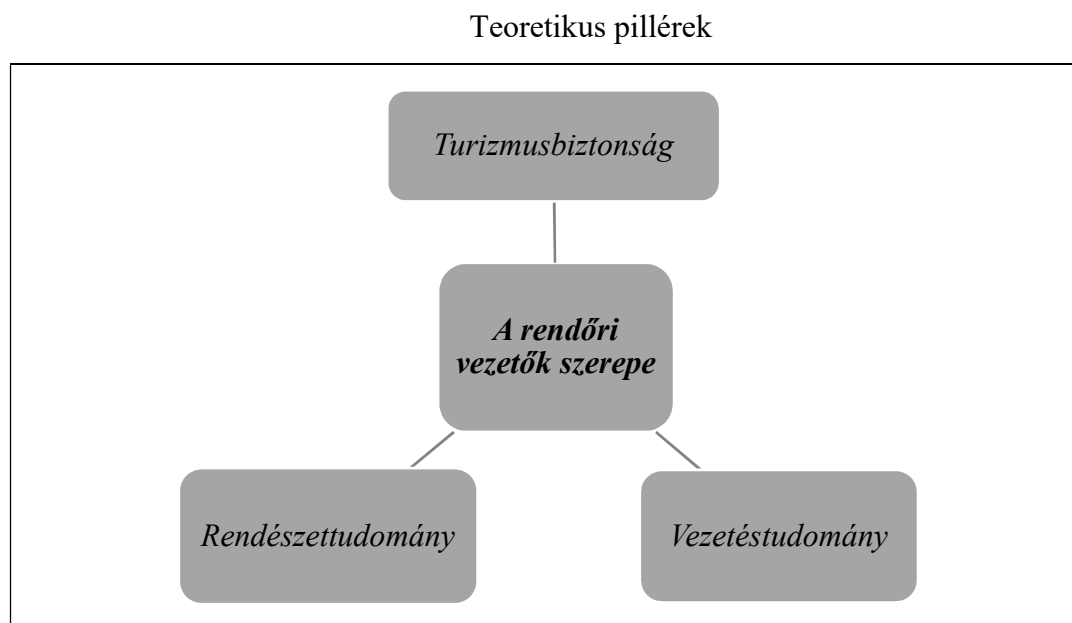 Teoretikus pillérek
Turizmusbiztonság
A rendőri
vezetők szerepe
Rendészettudomány
Vezetéstudomány